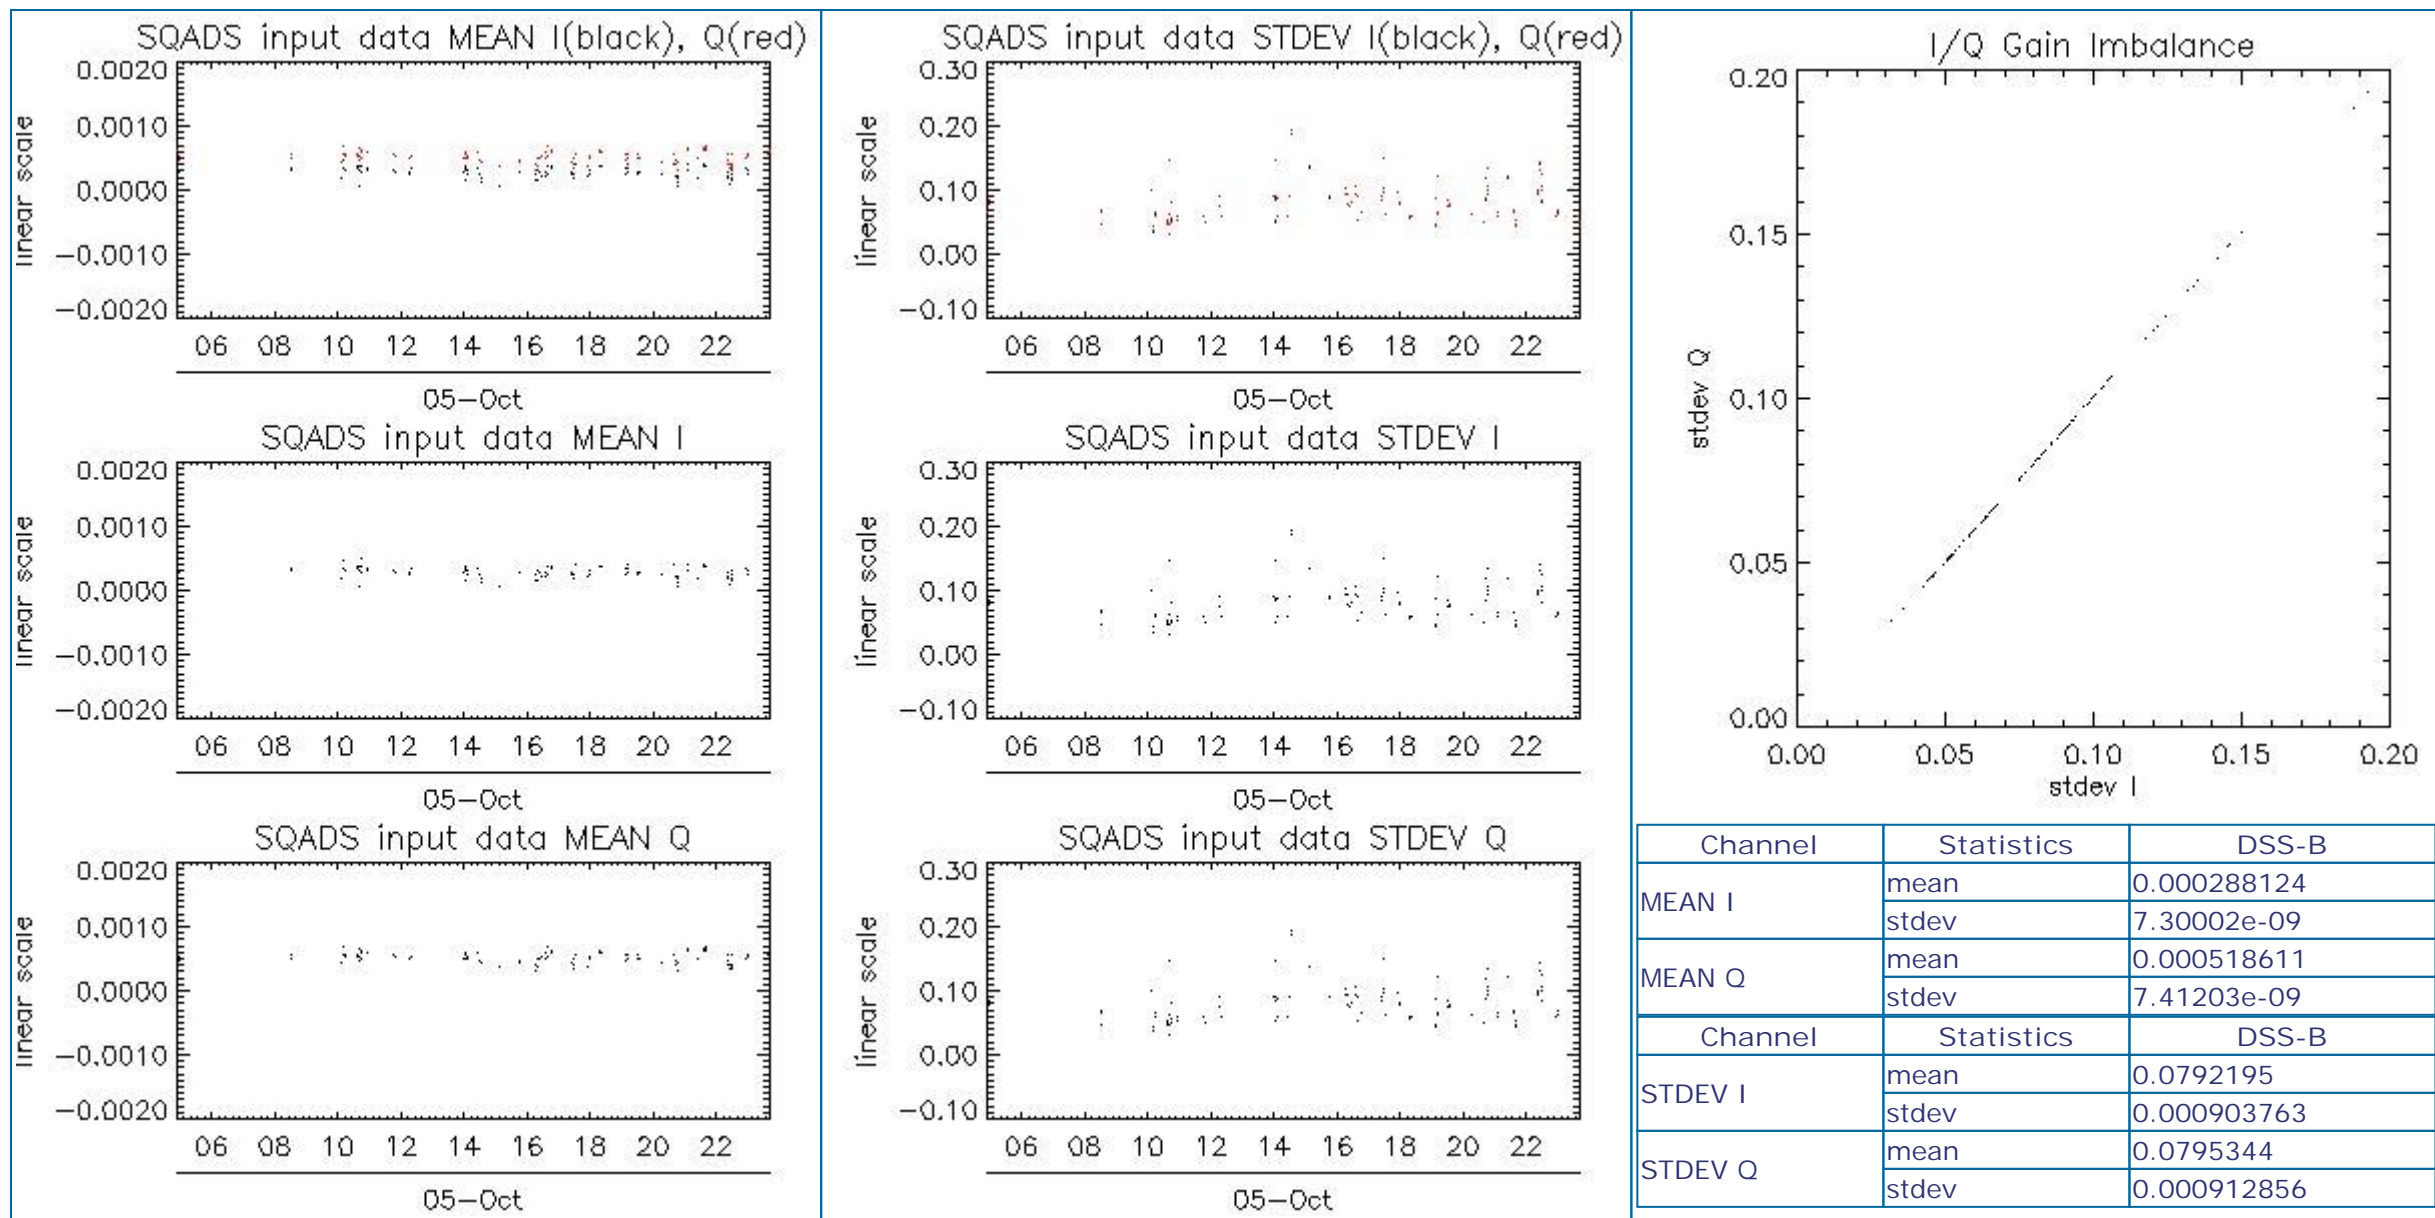 SQADS input data MEAN I(black), Q(red)
linear scale
0.0020
0.0010
0.0000
−0.0010
−0.0020
06 08 10 12 14 16 18 20 22
05−Oct
SQADS input data MEAN I
linear scale
0.0020
0.0010
0.0000
−0.0010
−0.0020
06 08 10 12 14 16 18 20 22
05−Oct
SQADS input data MEAN Q
linear scale
0.0020
0.0010
0.0000
−0.0010
−0.0020
06 08 10 12 14 16 18 20 22
05−Oct
SQADS input data STDEV I(black), Q(red)
linear scale
0.30
0.20
0.10
0.00
−0.10
06 08 10 12 14 16 18 20 22
05−Oct
SQADS input data STDEV I
linear scale
0.30
0.20
0.10
0.00
−0.10
06 08 10 12 14 16 18 20 22
05−Oct
SQADS input data STDEV Q
linear scale
0.30
0.20
0.10
0.00
−0.10
06 08 10 12 14 16 18 20 22
05−Oct
I/Q Gain Imbalance
stdev Q
0.20
0.15
0.10
0.05
0.00
0.00 0.05 0.10 0.15 0.20
stdev I
Channel Statistics DSS-B
MEAN I mean 0.000288124
stdev 7.30002e-09
MEAN Q mean 0.000518611
stdev 7.41203e-09
Channel Statistics DSS-B
STDEV I mean 0.0792195
stdev 0.000903763
STDEV Q mean 0.0795344
stdev 0.000912856